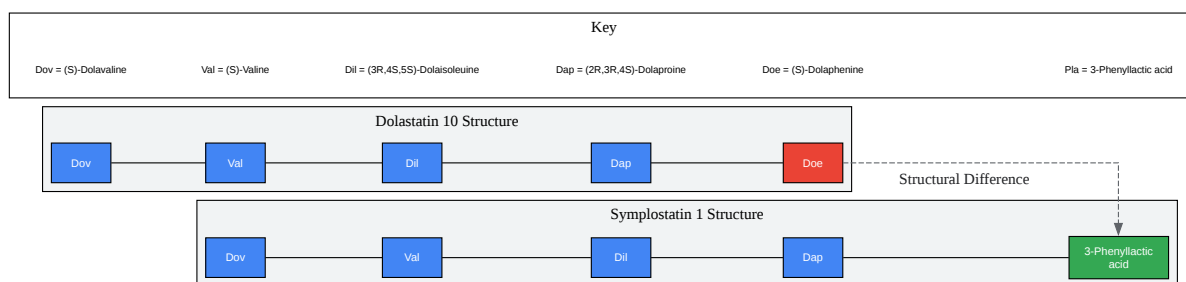 Key
Dov = (S)-Dolavaline Val = (S)-Valine Dil = (3R,4S,5S)-Dolaisoleuine Dap = (2R,3R,4S)-Dolaproine Doe = (S)-Dolaphenine Pla = 3-Phenyllactic acid
Dolastatin 10 Structure
Dov Val Dil Dap Doe
Structural Difference
Symplostatin 1 Structure
Dov Val Dil Dap 3-Phenyllactic
acid